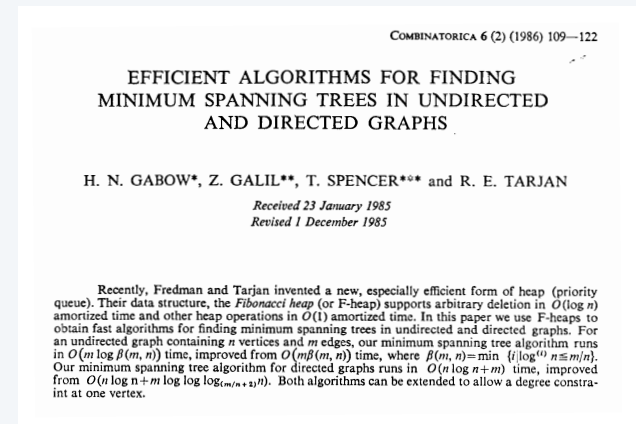 COMBINATORICA 6 (2) (1986) 109—122
EFFICIENT ALGORITHMS FOR FINDING
MINIMUM SPANNING TREES IN UNDIRECTED
AND DIRECTED GRAPHS
H. N. GABOW*, Z. GALIL**, T. SPENCER*** and R. E. TARJAN
Received 23 January 1985
Revised 1 December 1985
Recently, Fredman and Tarjan invented a new, especially efficient form of heap (priority
queue). Their data structure, the Fibonacci heap (or F-heap) supports arbitrary deletion in O(log n)
amortized time and other heap operations in O(1) amortized time. In this paper we use F-heaps to
obtain fast algorithms for finding minimum spanning trees in undirected and directed graphs. For
an undirected graph containing n vertices and m edges, our minimum spanning tree algorithm runs
in O(m log β(m, n)) time, improved from O(mβ(m, n)) time, where β(m, n)=min {i|log⁽ⁱ⁾ n≦m/n}.
Our minimum spanning tree algorithm for directed graphs runs in O(n log n+m) time, improved
from O(n log n+m log log log₍m/n+2₎n). Both algorithms can be extended to allow a degree constra-
int at one vertex.